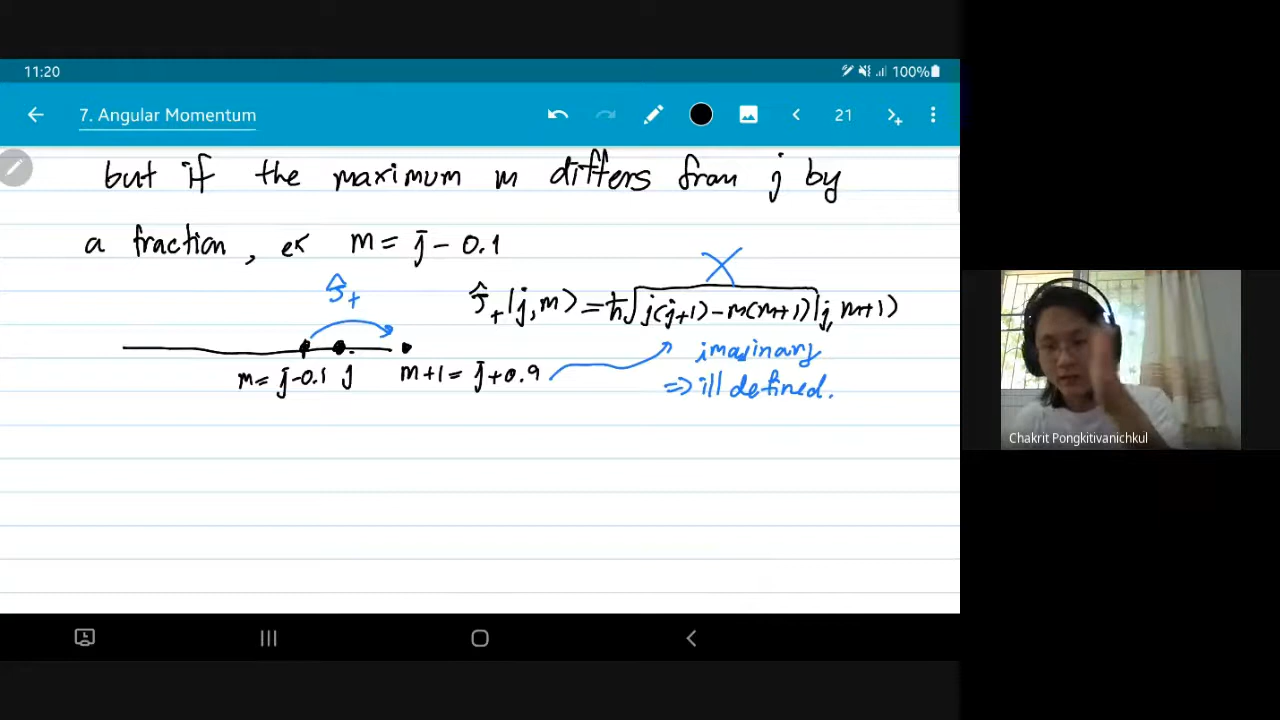 11:20
100%
7. Angular Momentum
21
but if the maximum m differs from j by
a fraction, ex m = j - 0.1
Ĵ₊
Ĵ₊|j,m⟩ = ħ√j(j+1) - m(m+1) |j, m+1⟩
m = j-0.1 j m+1 = j+0.9
imaginary
⇒ ill defined.
Chakrit Pongkitivanichkul